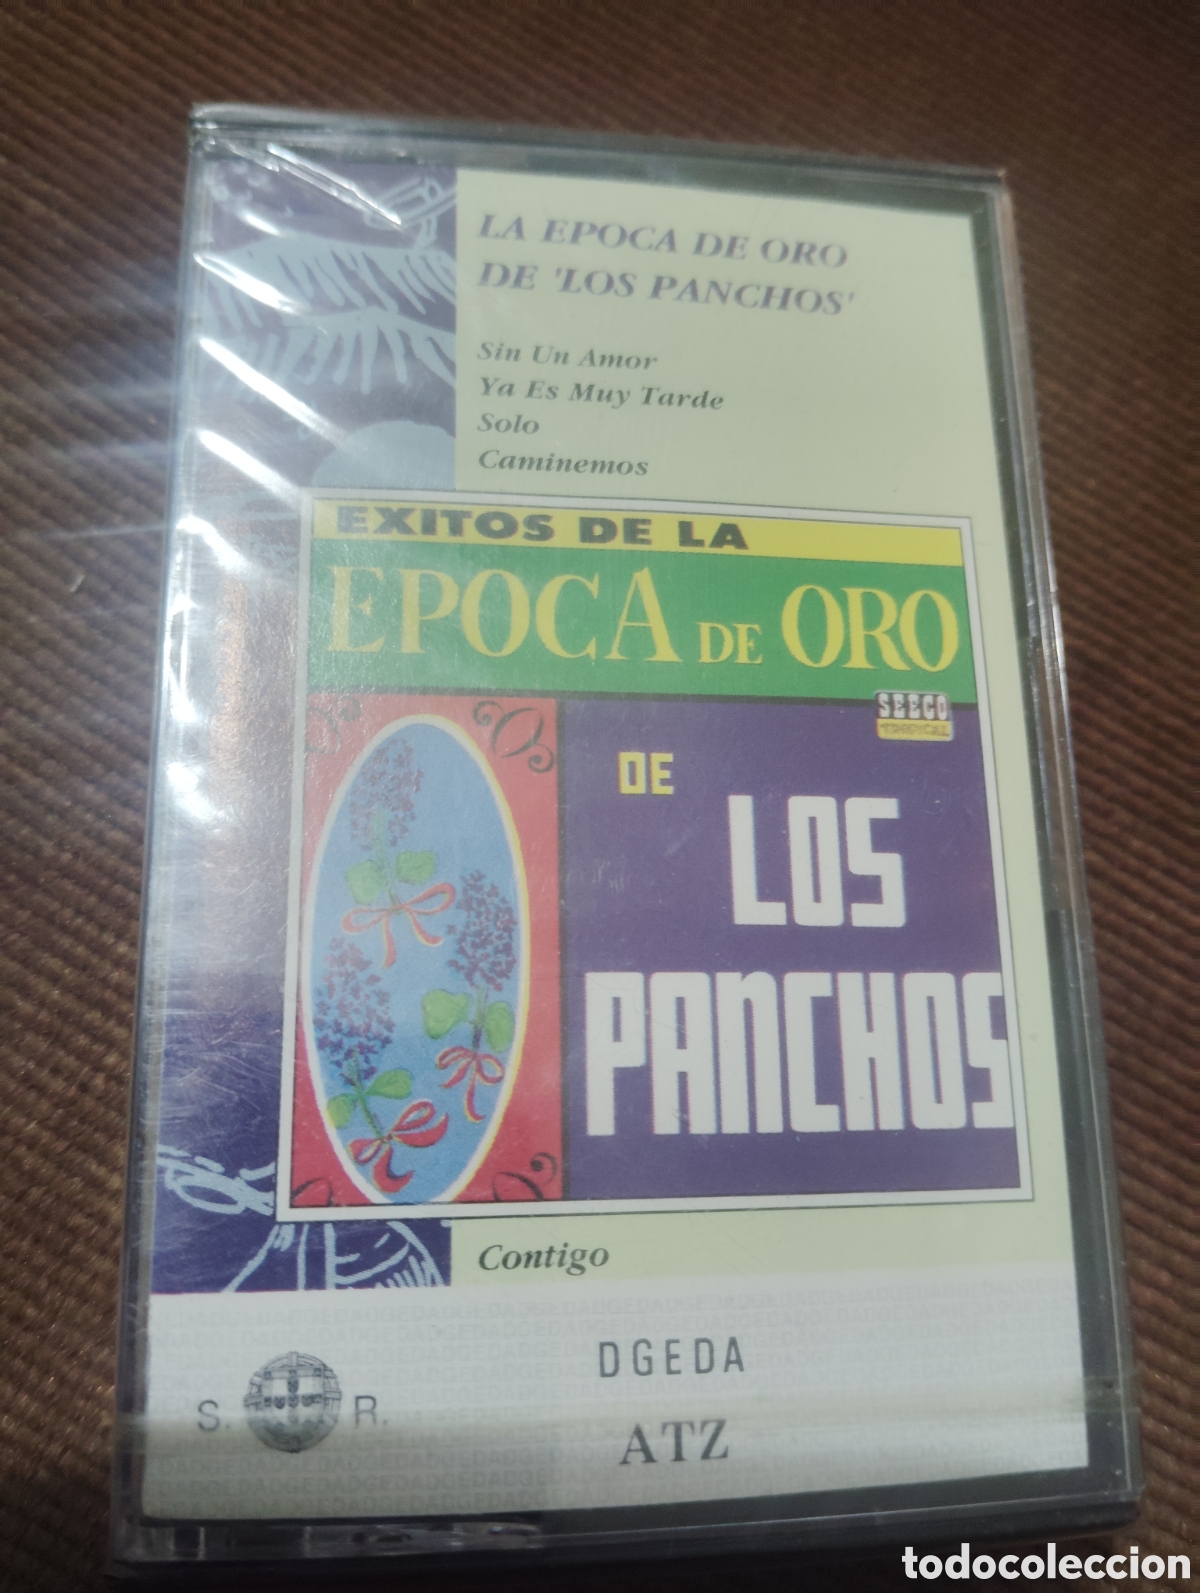 LA EPOCA DE ORO
DE 'LOS PANCHOS'
Sin Un Amor
Ya Es Muy Tarde
Solo
Caminemos
EXITOS DE LA
EPOCA DE ORO
SEECO
TROPICAL
DE
LOS
PANCHOS
Contigo
DGEDA
S. R.
ATZ
todocoleccion